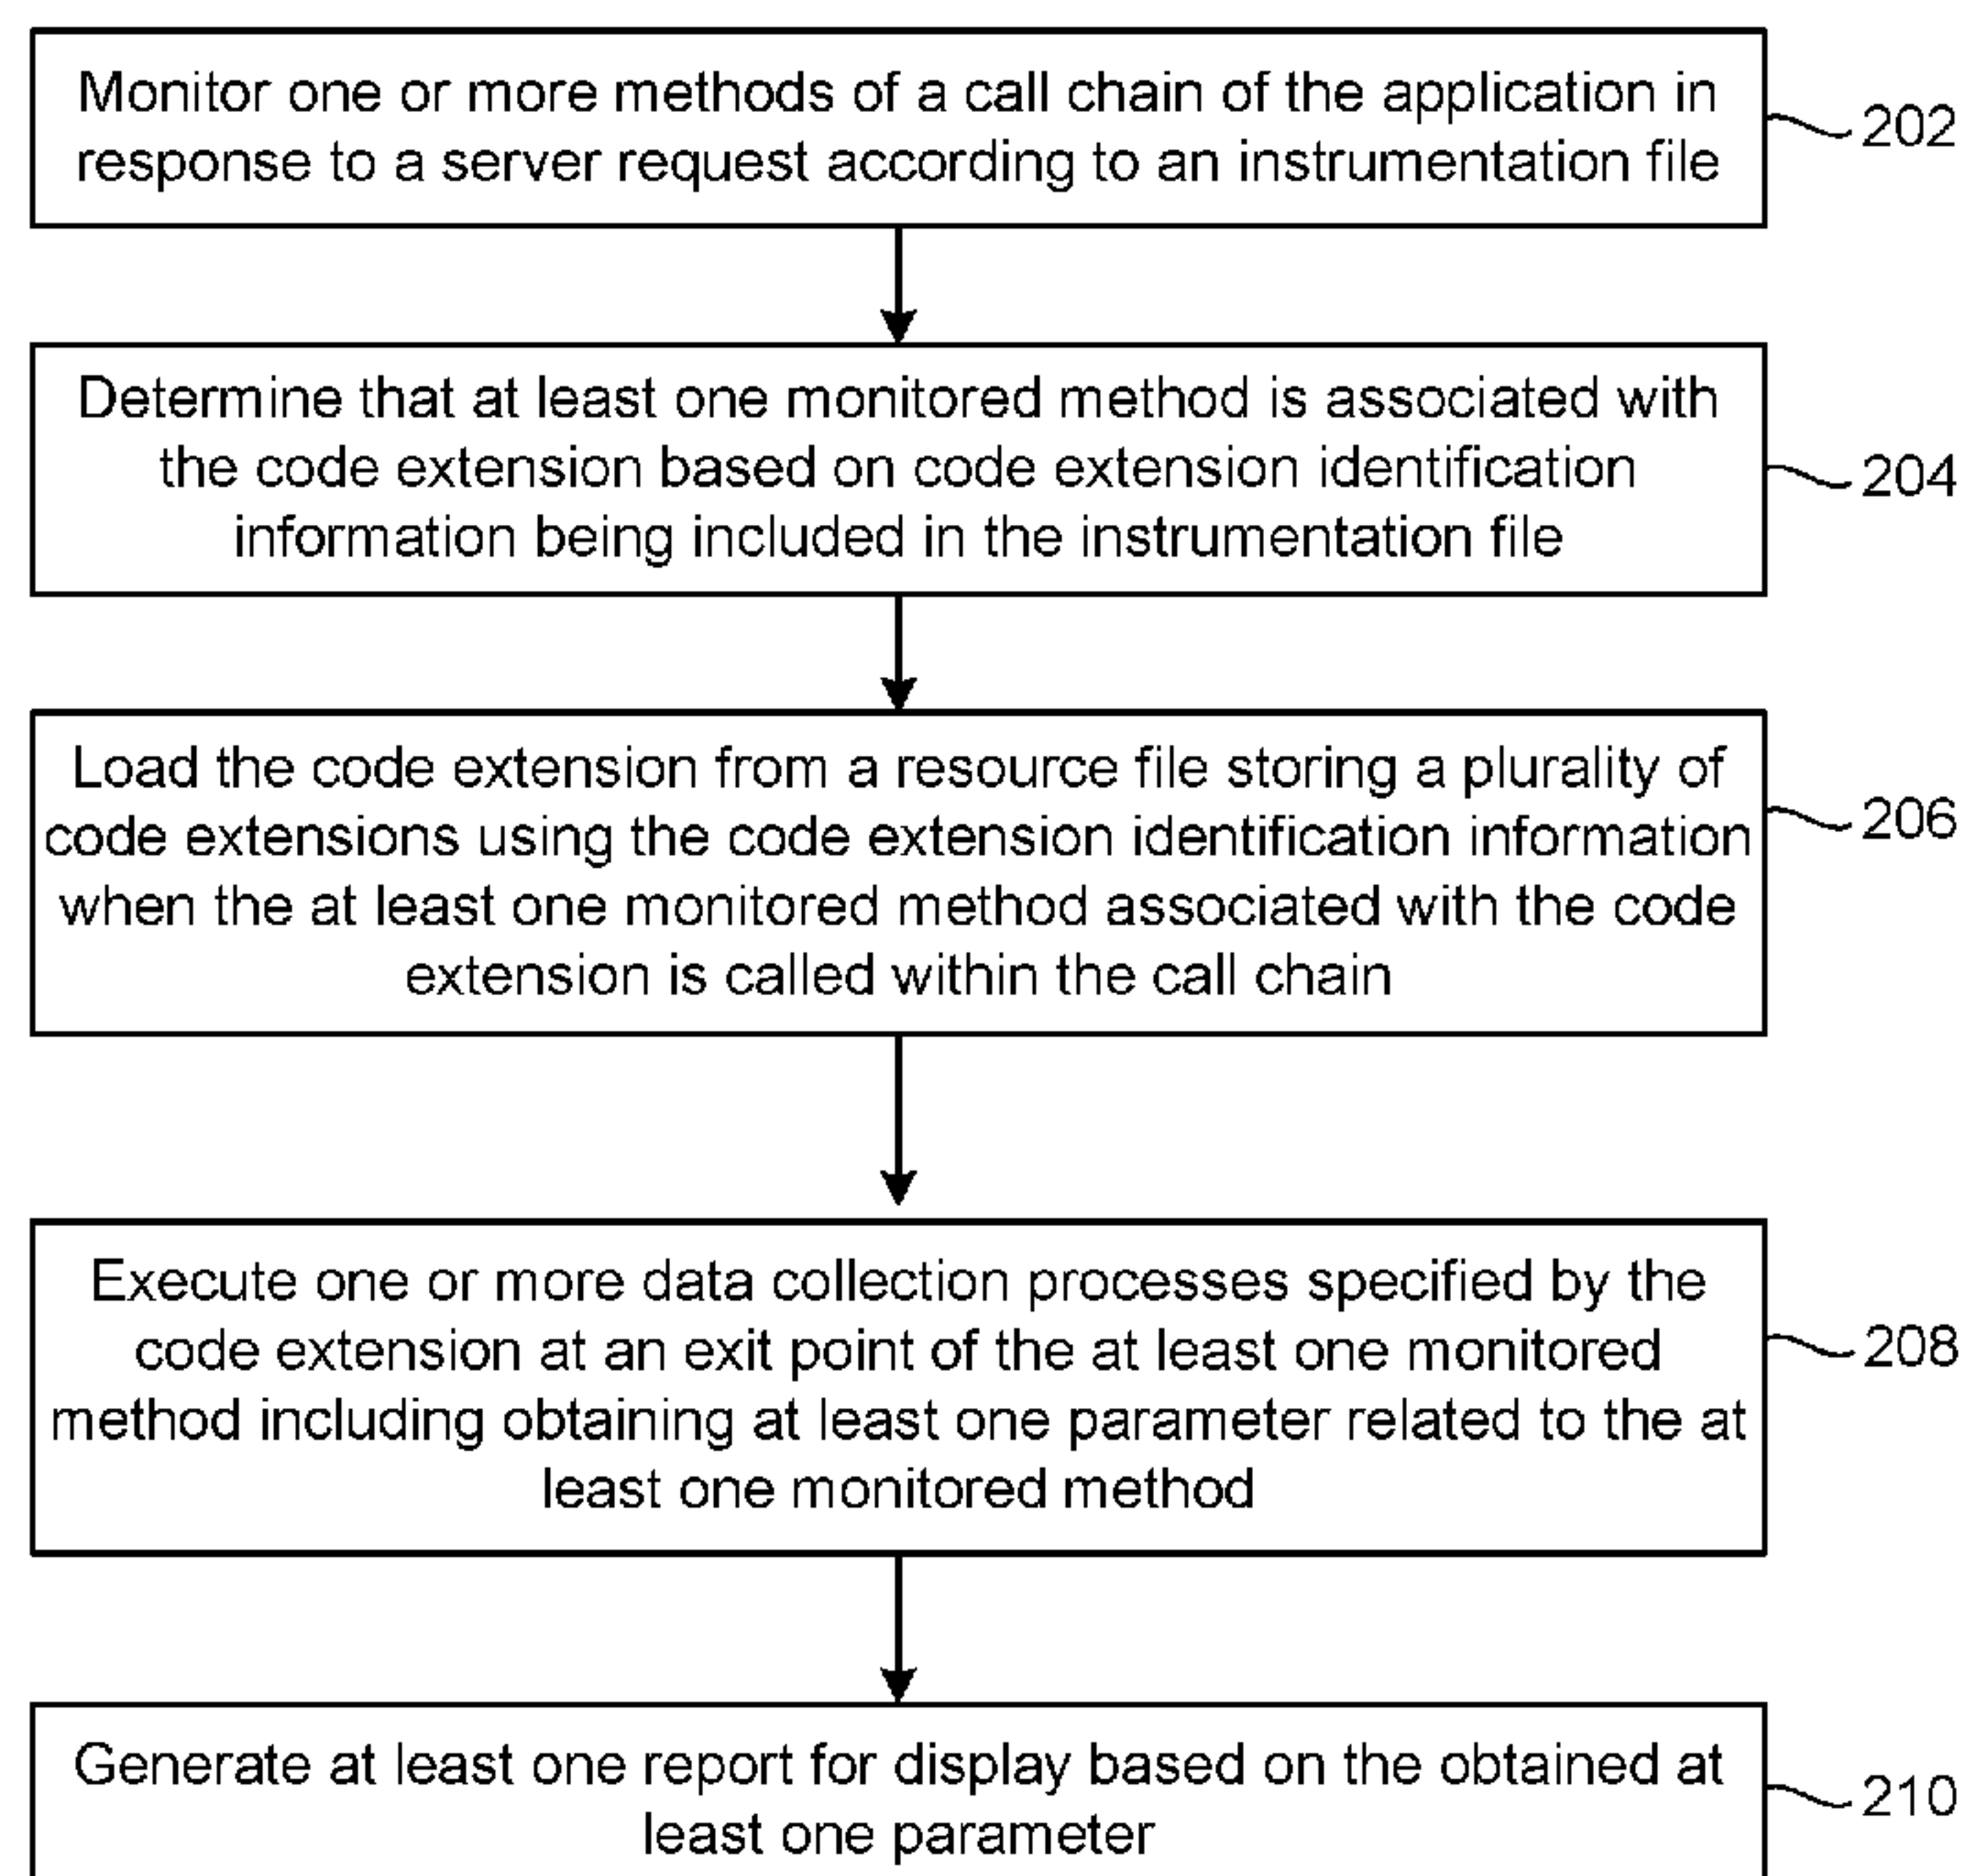 Monitor one or more methods of a call chain of the application in
response to a server request according to an instrumentation file
202
Determine that at least one monitored method is associated with
the code extension based on code extension identification
information being included in the instrumentation file
204
Load the code extension from a resource file storing a plurality of
code extensions using the code extension identification information
when the at least one monitored method associated with the code
extension is called within the call chain
206
Execute one or more data collection processes specified by the
code extension at an exit point of the at least one monitored
method including obtaining at least one parameter related to the at
least one monitored method
208
Generate at least one report for display based on the obtained at
least one parameter
210